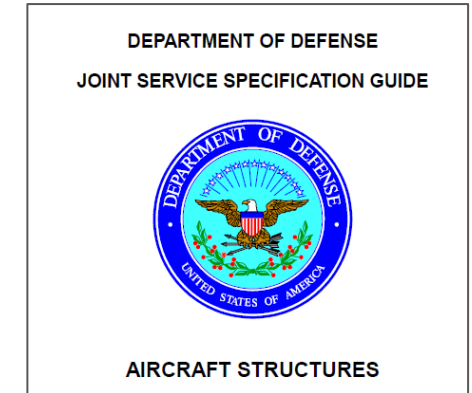 DEPARTMENT OF DEFENSE
JOINT SERVICE SPECIFICATION GUIDE
DEPARTMENT OF DEFENSE
UNITED STATES OF AMERICA
AIRCRAFT STRUCTURES